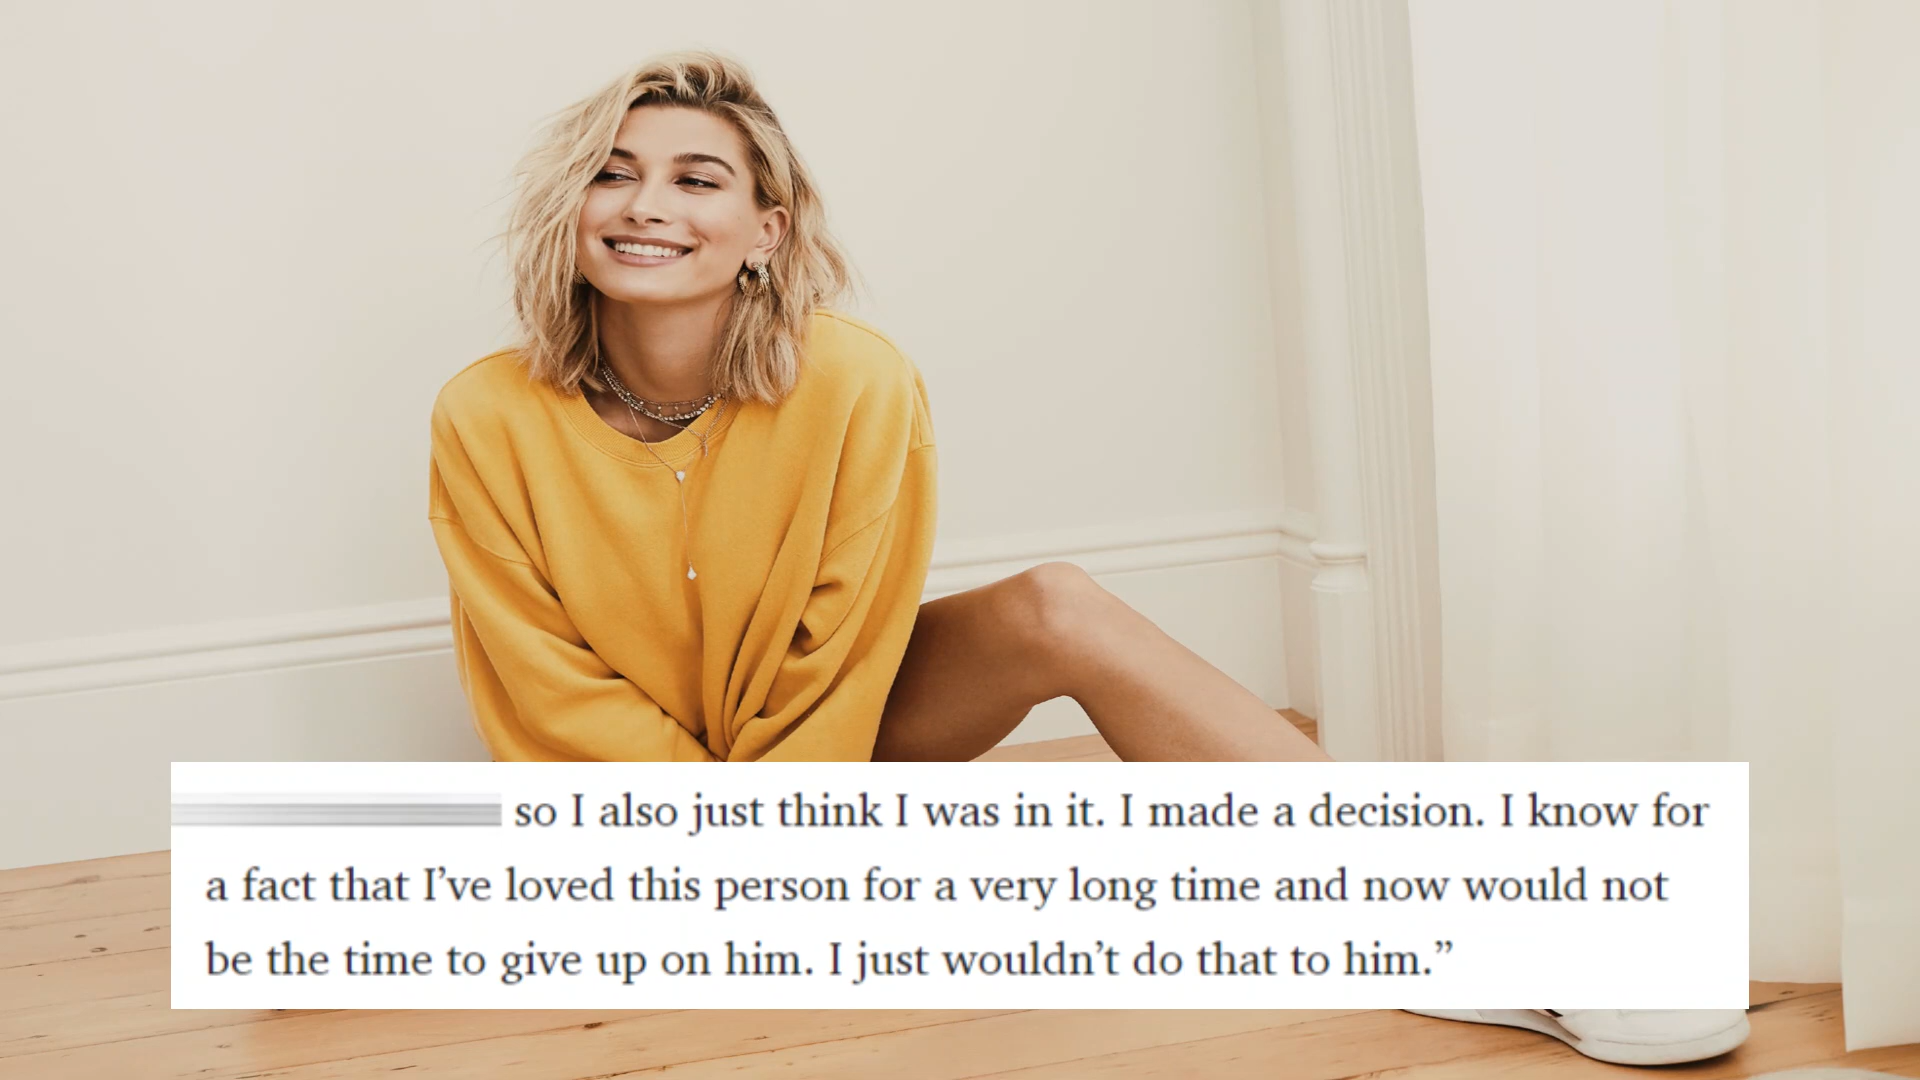 so I also just think I was in it. I made a decision. I know for
a fact that I’ve loved this person for a very long time and now would not
be the time to give up on him. I just wouldn’t do that to him.”